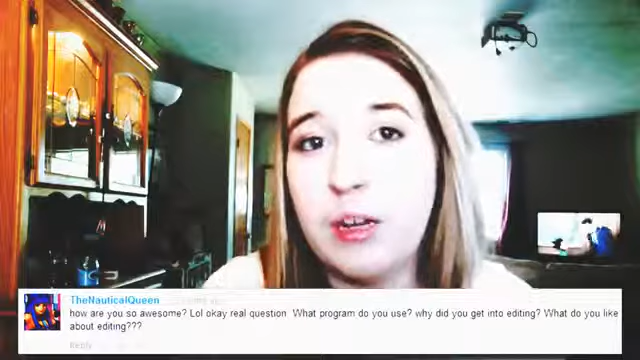 TheNauticalQueen
how are you so awesome? Lol okay real question What program do you use? why did you get into editing? What do you like
about editing???
Reply